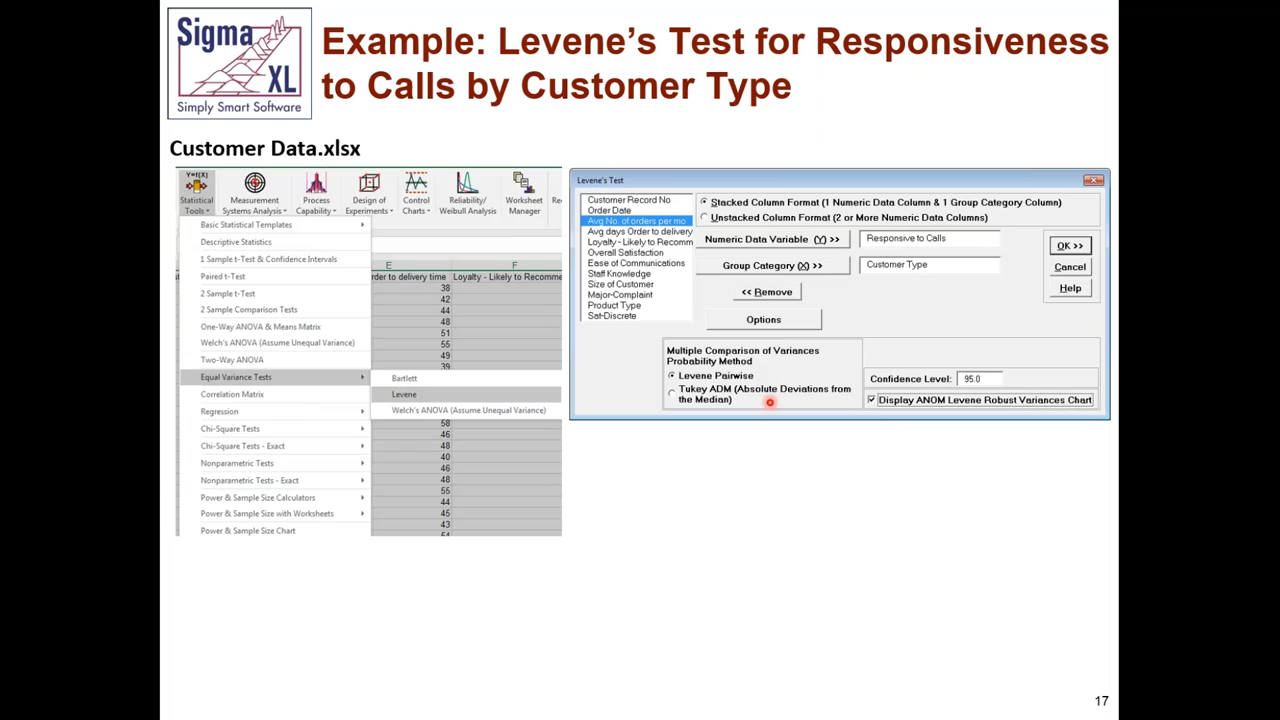 Sigma
XL
Simply Smart Software
Example: Levene's Test for Responsiveness
to Calls by Customer Type
Customer Data.xlsx
Y=f(X)
Statistical
Tools
Measurement
Systems Analysis
Process
Capability
Design of
Experiments
Control
Charts
Reliability/
Weibull Analysis
Worksheet
Manager
Basic Statistical Templates
Descriptive Statistics
1 Sample t-Test & Confidence Intervals
Paired t-Test
2 Sample t-Test
2 Sample Comparison Tests
One-Way ANOVA & Means Matrix
Welch's ANOVA (Assume Unequal Variance)
Two-Way ANOVA
Equal Variance Tests
Correlation Matrix
Regression
Chi-Square Tests
Chi-Square Tests - Exact
Nonparametric Tests
Nonparametric Tests - Exact
Power & Sample Size Calculators
Power & Sample Size with Worksheets
Power & Sample Size Chart
Bartlett
Levene
Welch's ANOVA (Assume Unequal Variance)
E F
order to delivery time Loyalty - Likely to Recomme
38
42
44
48
51
55
49
39
58
46
48
40
46
48
55
44
45
43
54
Levene's Test
Customer Record No
Order Date
Avg No. of orders per mo
Avg days Order to delivery
Loyalty - Likely to Recomm
Overall Satisfaction
Ease of Communications
Staff Knowledge
Size of Customer
Major-Complaint
Product Type
Sat-Discrete
Stacked Column Format (1 Numeric Data Column & 1 Group Category Column)
Unstacked Column Format (2 or More Numeric Data Columns)
Numeric Data Variable (Y) >> Responsive to Calls
Group Category (X) >> Customer Type
<< Remove
Options
OK >>
Cancel
Help
Multiple Comparison of Variances
Probability Method
Levene Pairwise
Tukey ADM (Absolute Deviations from
the Median)
Confidence Level: 95.0
Display ANOM Levene Robust Variances Chart
17